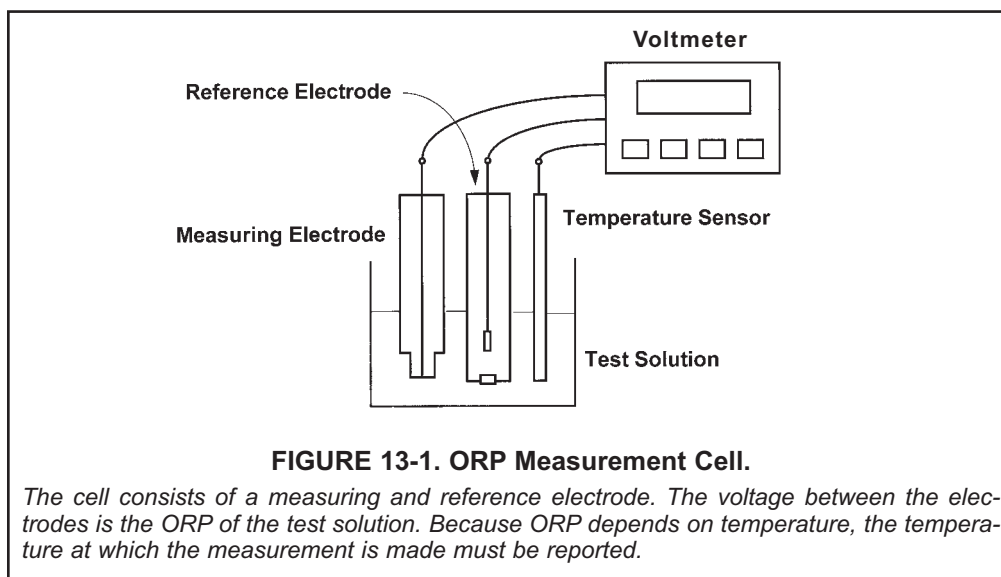 Voltmeter
Reference Electrode
Measuring Electrode
Temperature Sensor
Test Solution
FIGURE 13-1. ORP Measurement Cell.
The cell consists of a measuring and reference electrode. The voltage between the elec-
trodes is the ORP of the test solution. Because ORP depends on temperature, the tempera-
ture at which the measurement is made must be reported.